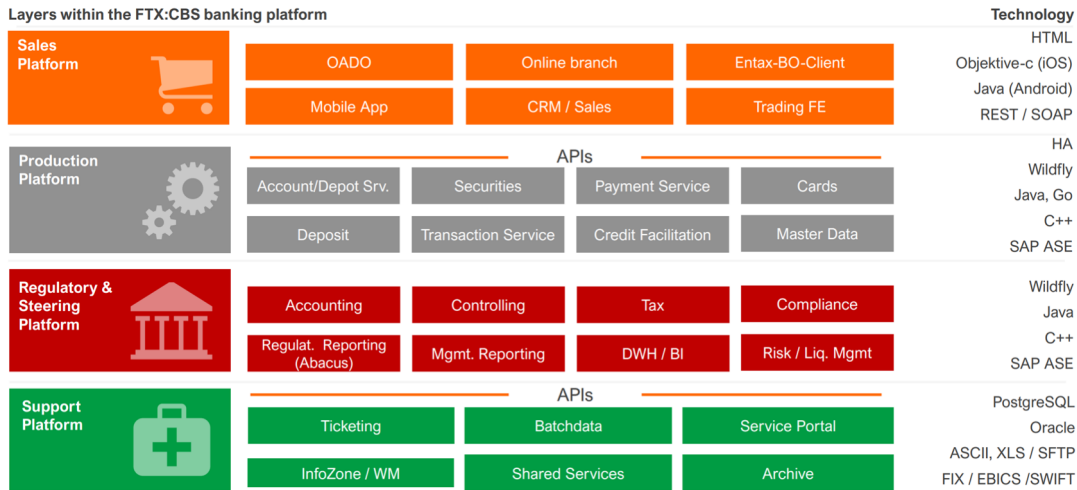 Layers within the FTX:CBS banking platform
Technology
Sales
Platform
OADO
Online branch
Entax-BO-Client
Mobile App
CRM / Sales
Trading FE
HTML
Objektive-c (iOS)
Java (Android)
REST / SOAP
Production
Platform
APIs
Account/Depot Srv.
Securities
Payment Service
Cards
Deposit
Transaction Service
Credit Facilitation
Master Data
HA
Wildfly
Java, Go
C++
SAP ASE
Regulatory &
Steering
Platform
Accounting
Controlling
Tax
Compliance
Regulat. Reporting
(Abacus)
Mgmt. Reporting
DWH / BI
Risk / Liq. Mgmt
Wildfly
Java
C++
SAP ASE
Support
Platform
APIs
Ticketing
Batchdata
Service Portal
InfoZone / WM
Shared Services
Archive
PostgreSQL
Oracle
ASCII, XLS / SFTP
FIX / EBICS /SWIFT